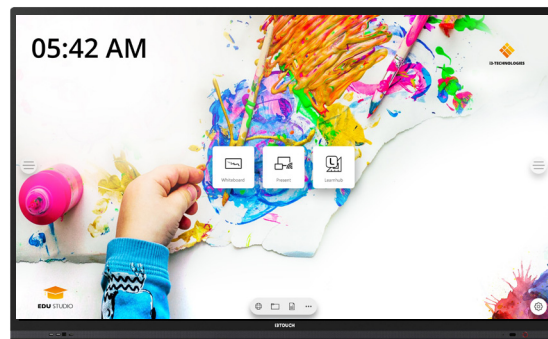 05:42 AM
i3-TECHNOLOGIES
Whiteboard
Present
Learnhub
EDU STUDIO
i3TOUCH